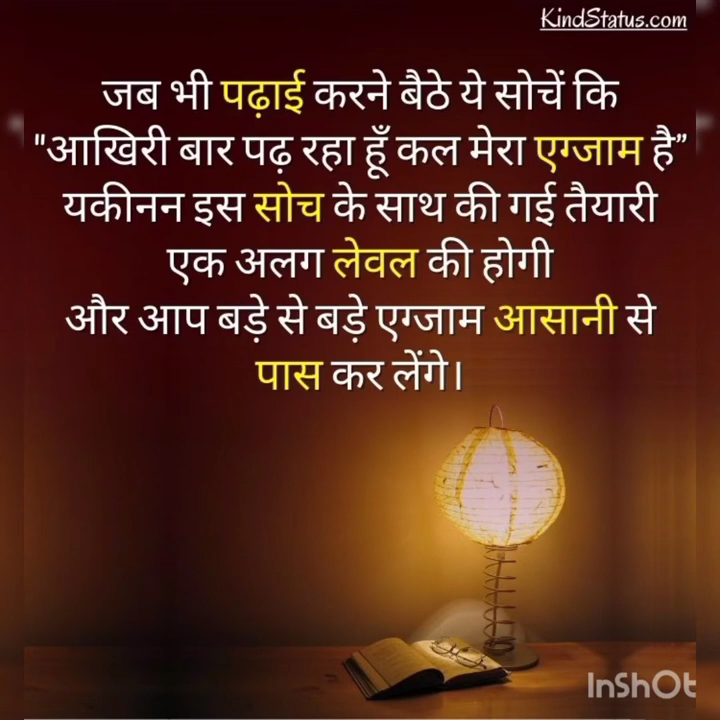 KindStatus.com
जब भी पढ़ाई करने बैठे ये सोचें कि
"आखिरी बार पढ़ रहा हूँ कल मेरा एग्जाम है”
यकीनन इस सोच के साथ की गई तैयारी
एक अलग लेवल की होगी
और आप बड़े से बड़े एग्जाम आसानी से
पास कर लेंगे।
InShOt